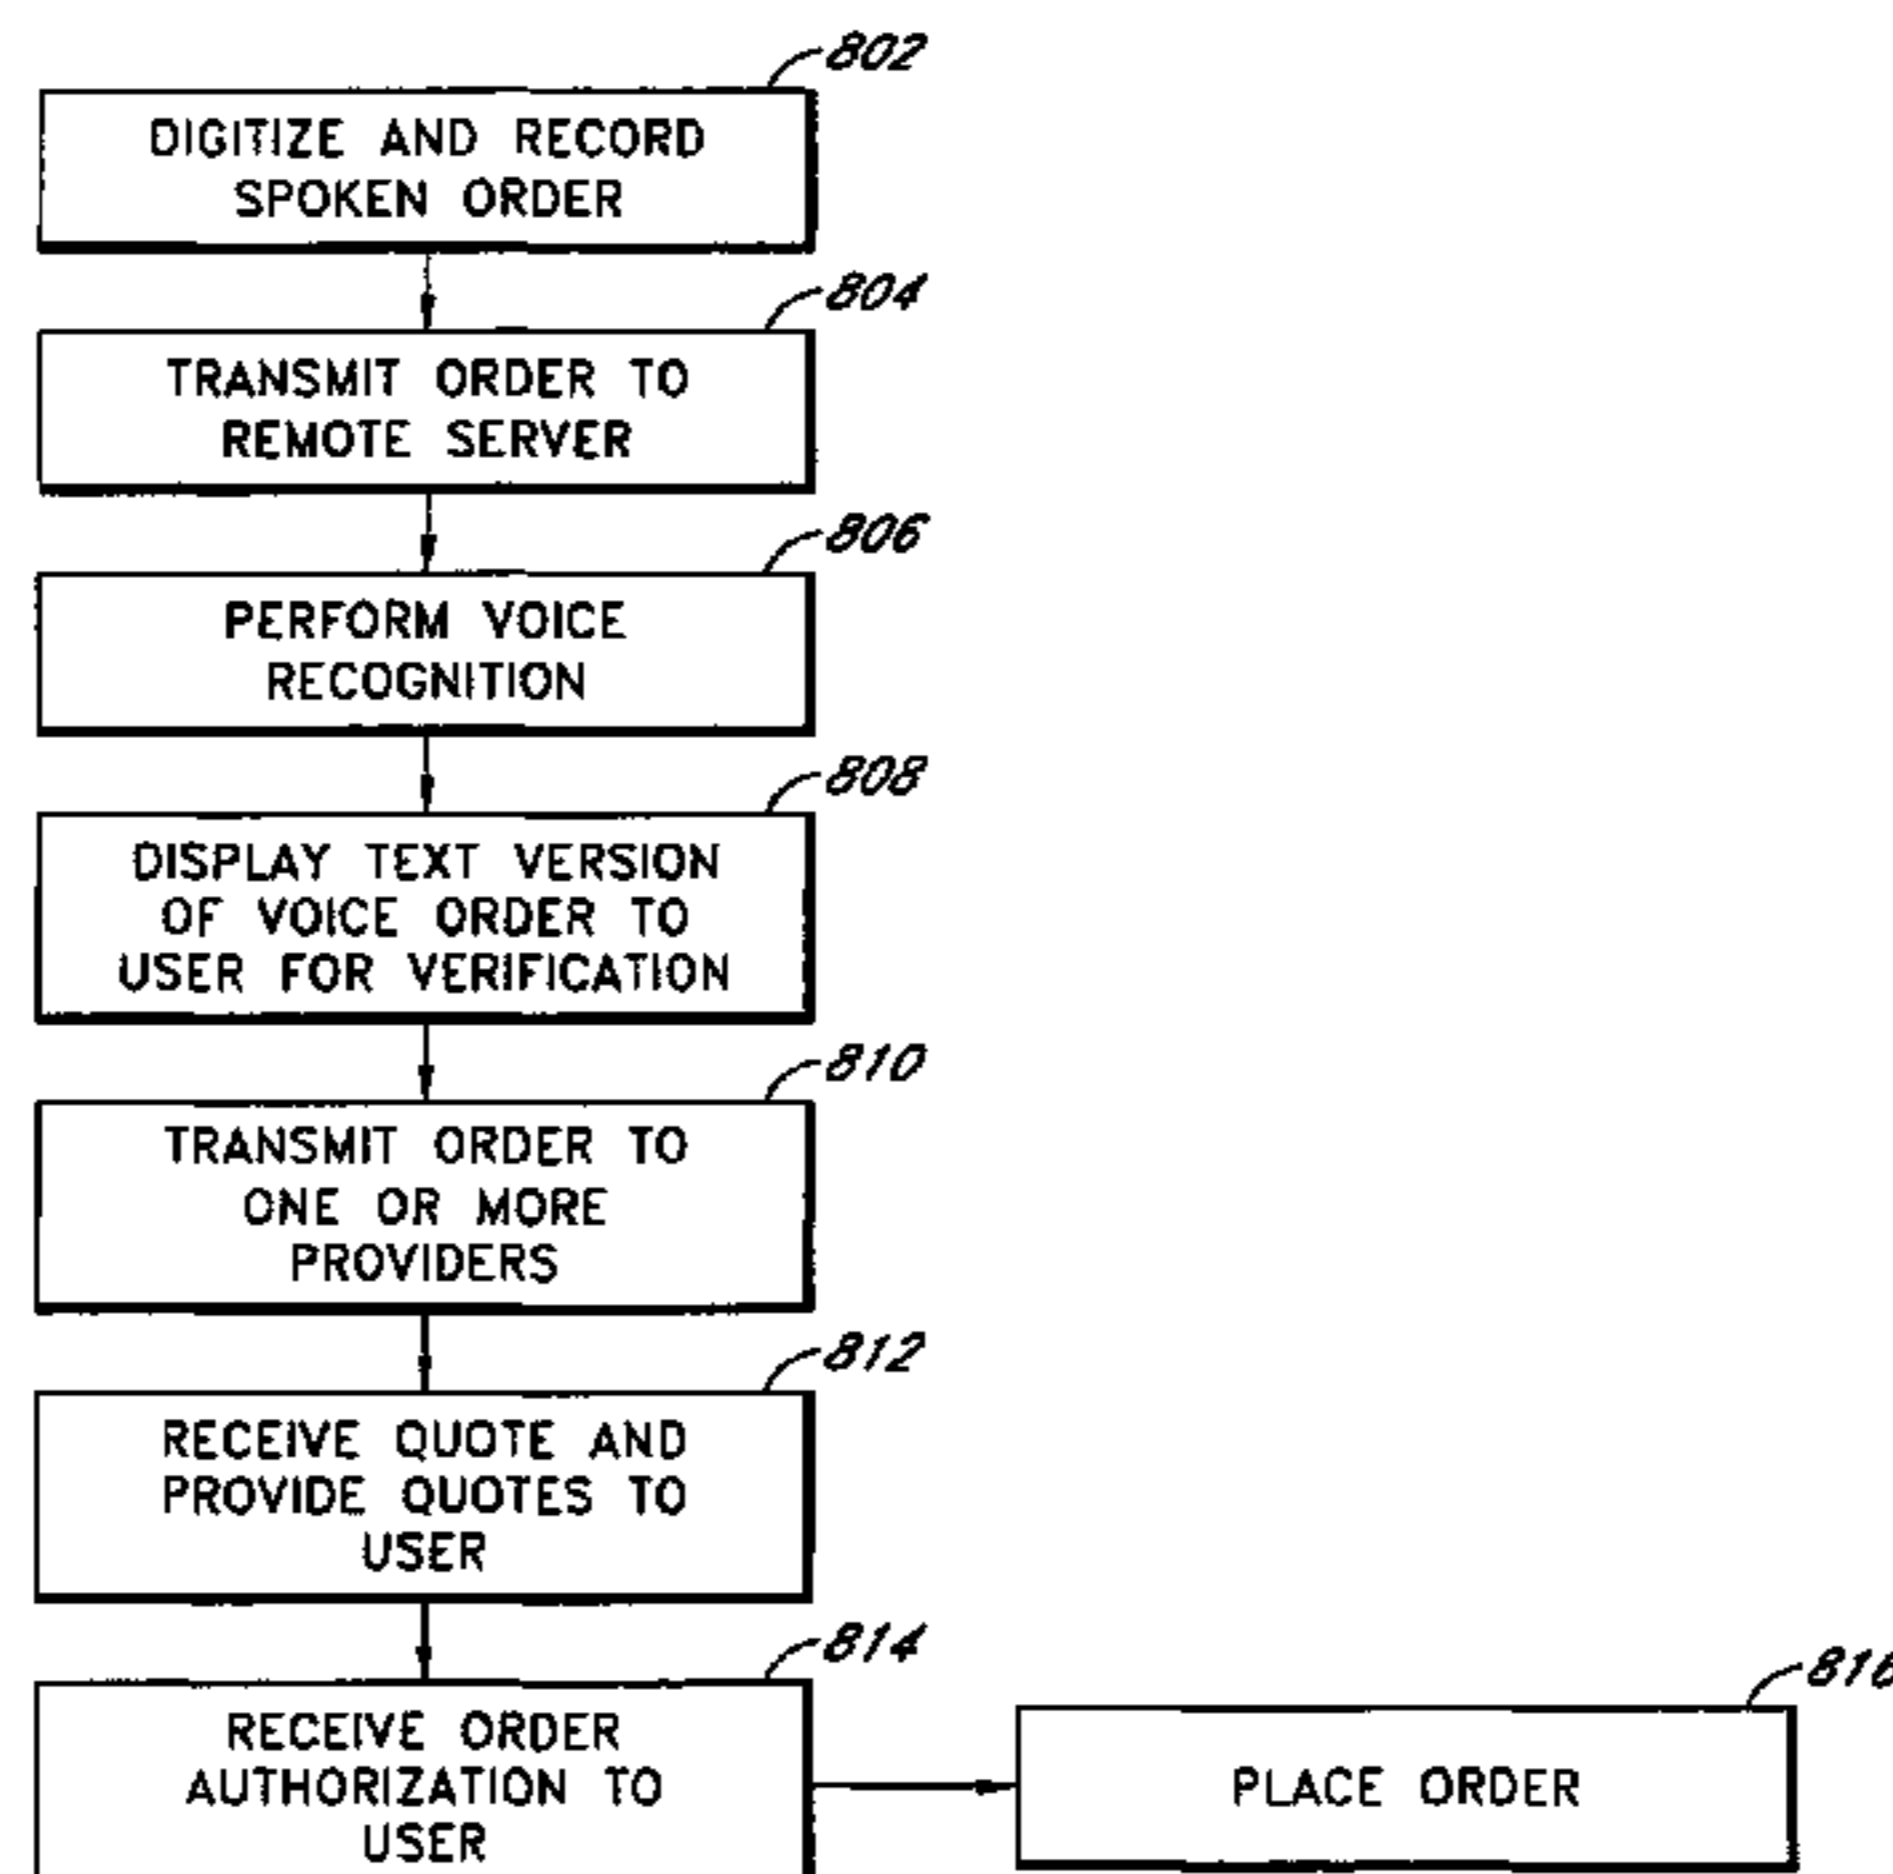 802
DIGITIZE AND RECORD
SPOKEN ORDER
804
TRANSMIT ORDER TO
REMOTE SERVER
806
PERFORM VOICE
RECOGNITION
808
DISPLAY TEXT VERSION
OF VOICE ORDER TO
USER FOR VERIFICATION
810
TRANSMIT ORDER TO
ONE OR MORE
PROVIDERS
812
RECEIVE QUOTE AND
PROVIDE QUOTES TO
USER
814
RECEIVE ORDER
AUTHORIZATION TO
USER
816
PLACE ORDER